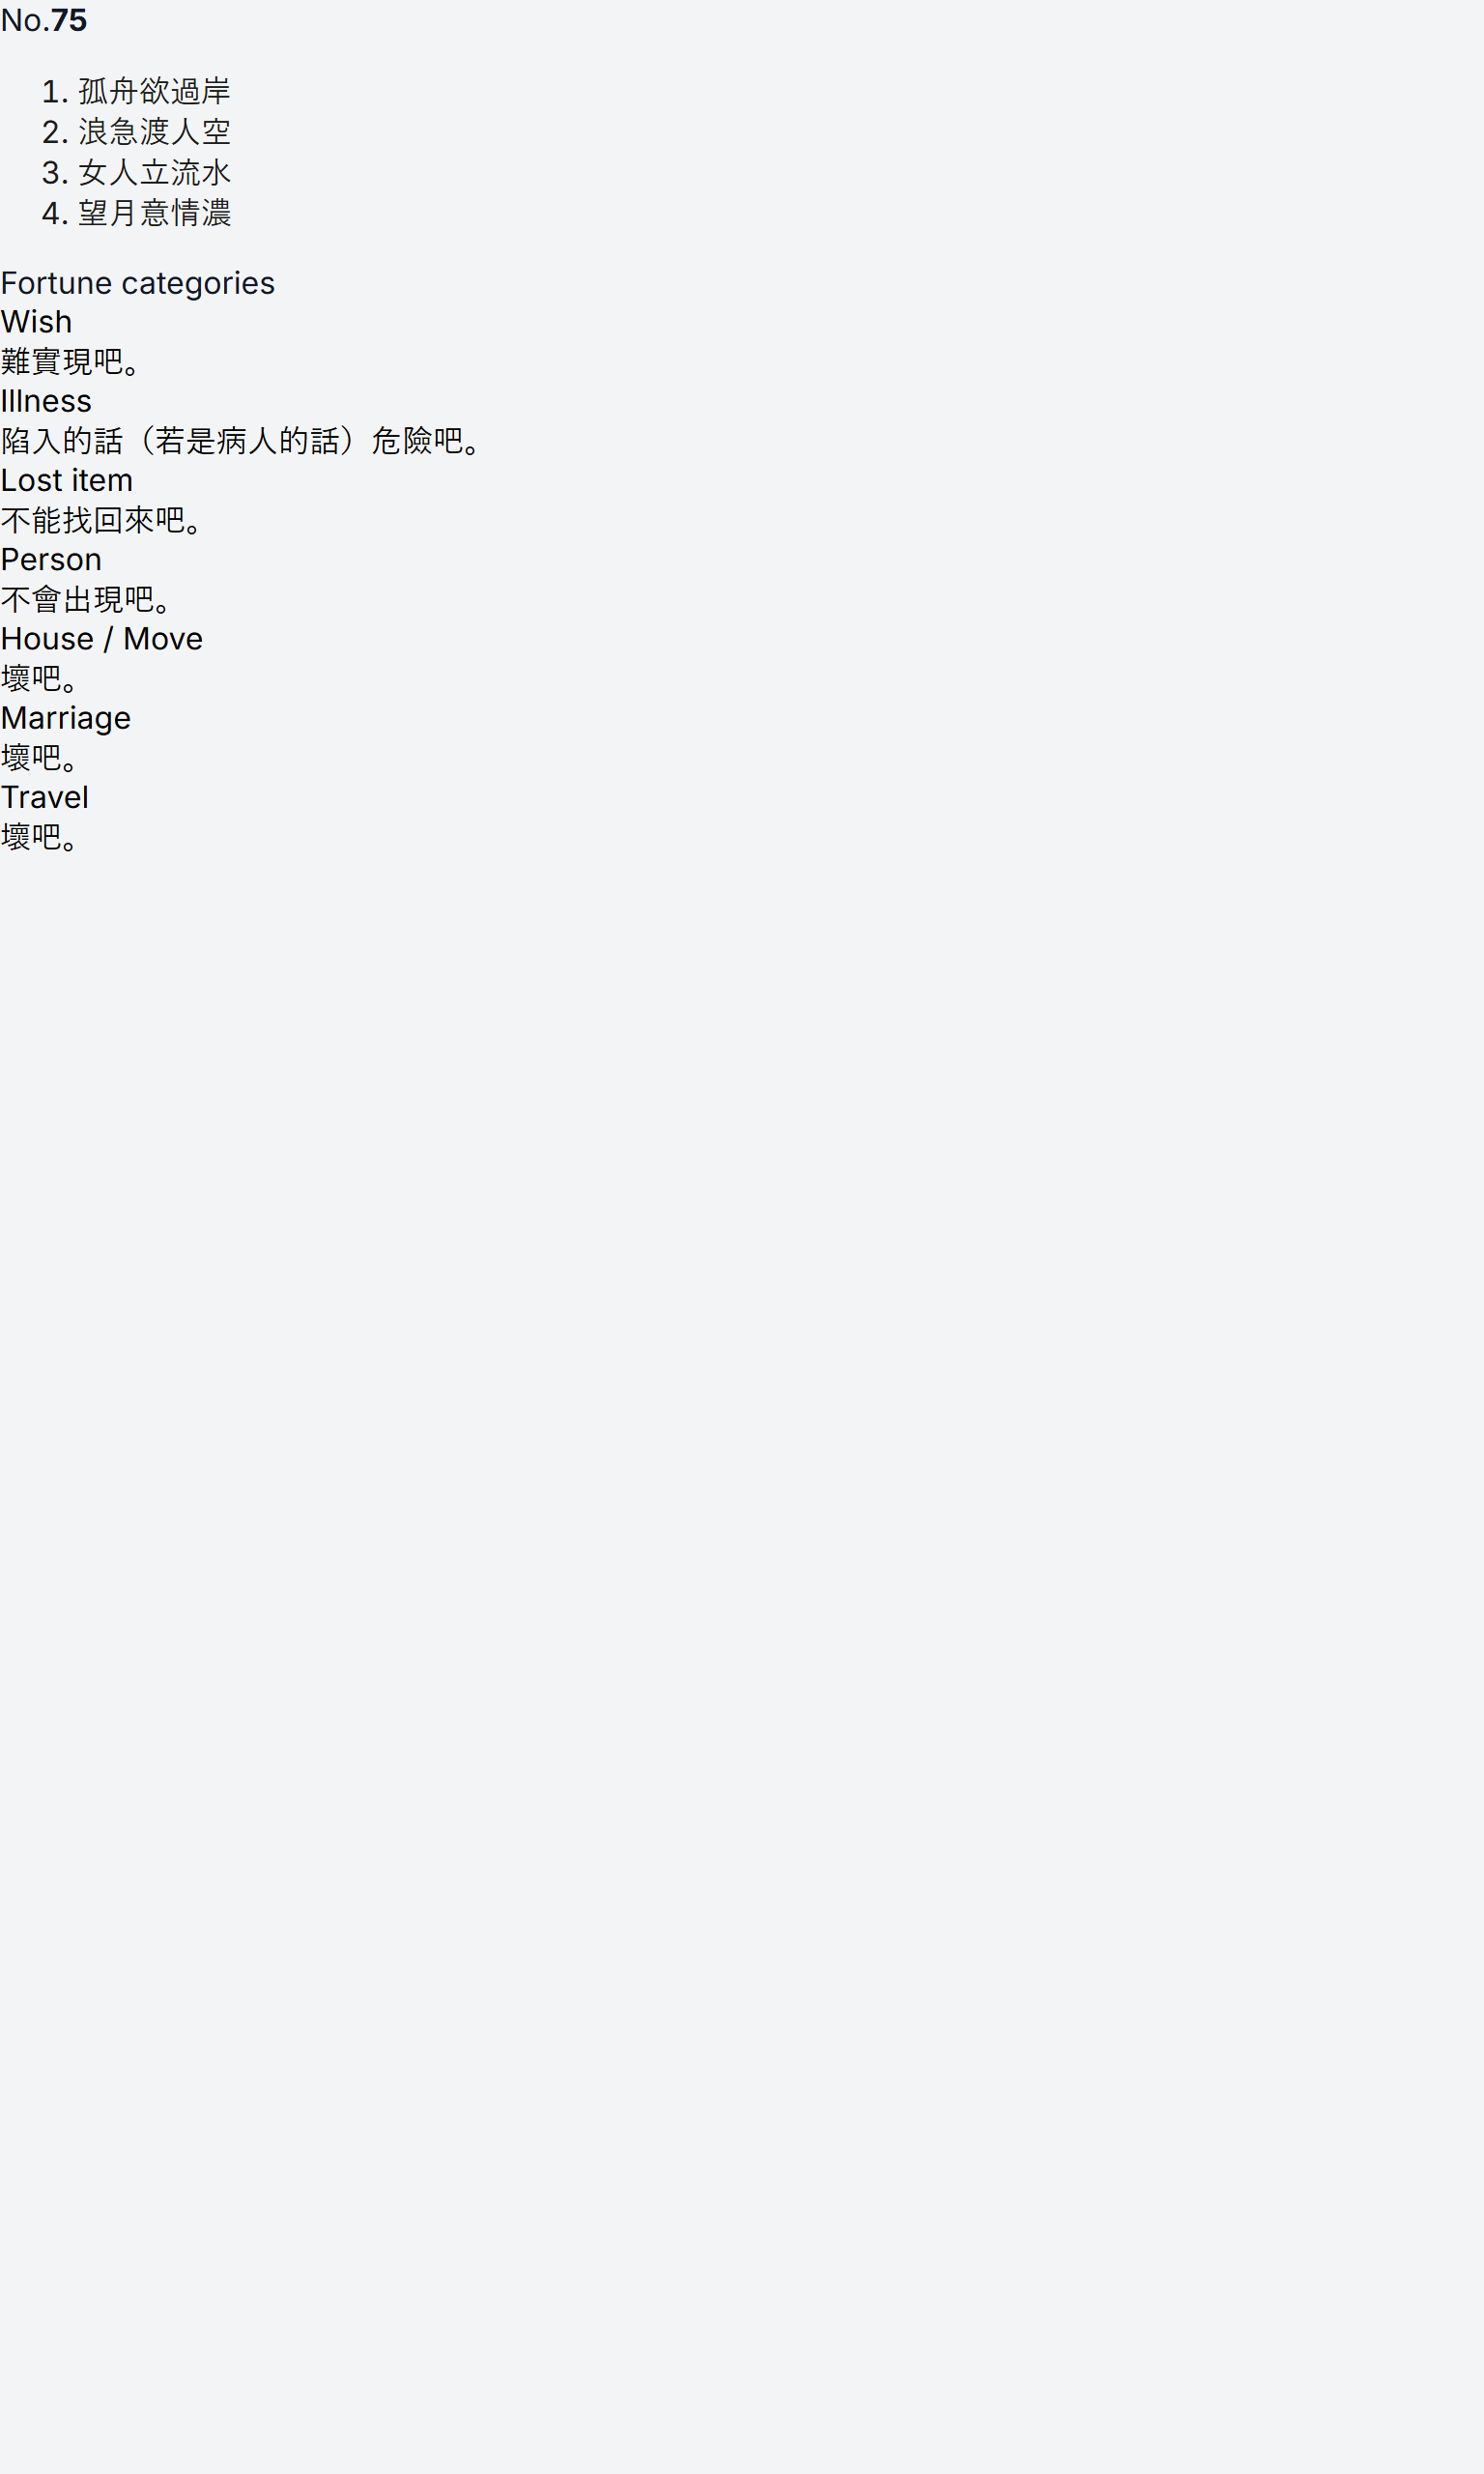 No.75
1. 孤舟欲過岸
2. 浪急渡人空
3. 女人立流水
4. 望月意情濃
Fortune categories
Wish
難實現吧。
Illness
陷入的話（若是病人的話）危險吧。
Lost item
不能找回來吧。
Person
不會出現吧。
House / Move
壞吧。
Marriage
壞吧。
Travel
壞吧。